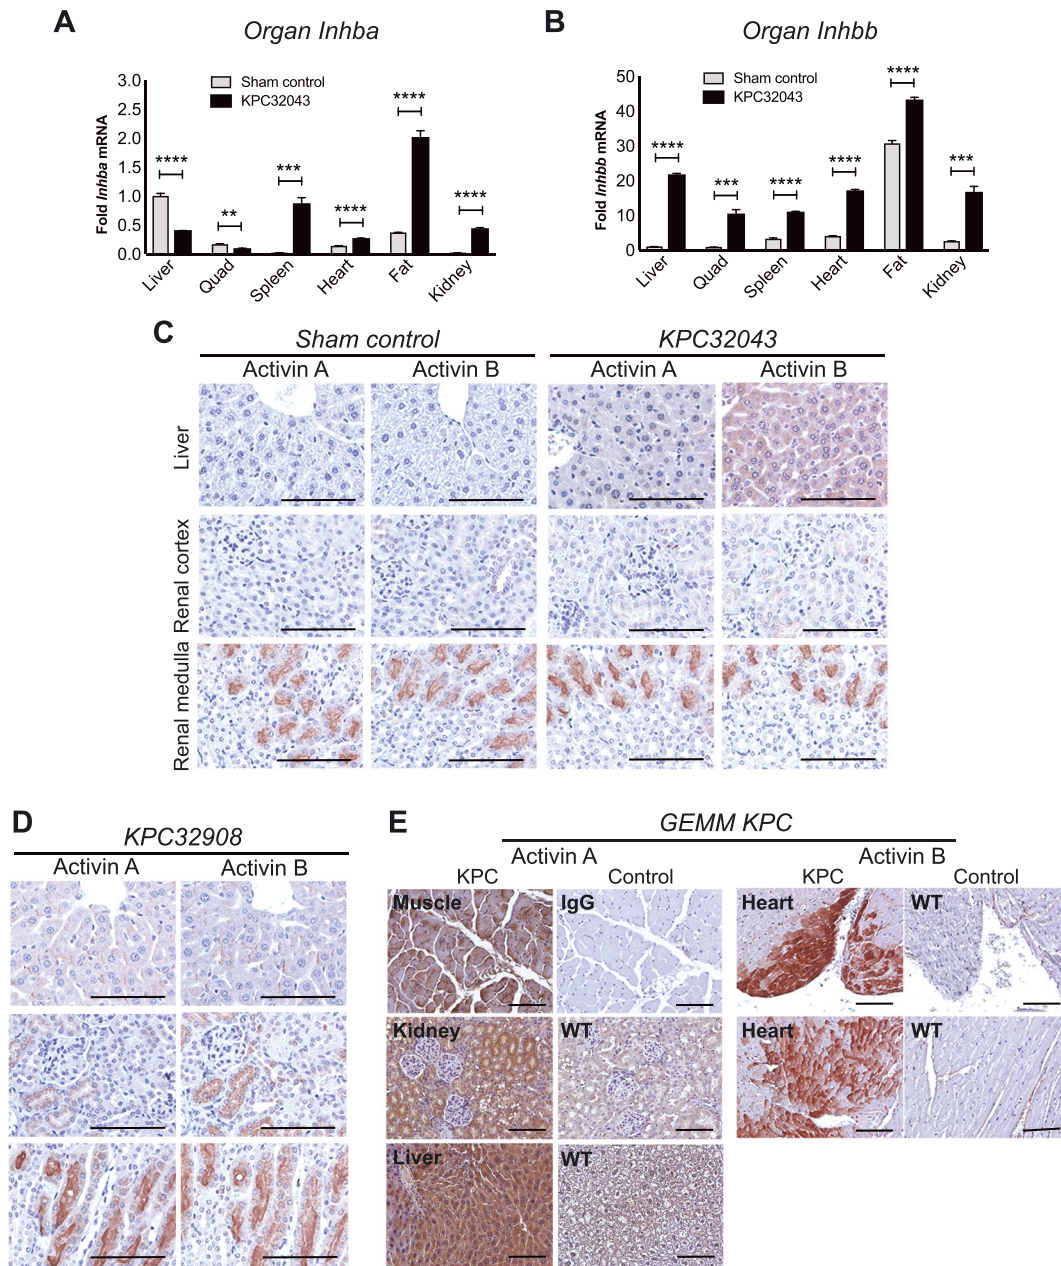 A
Organ Inhba
Sham control
KPC32043
Fold Inhba mRNA
3.0
2.5
2.0
1.5
1.0
0.5
0.0
****
**
***
****
****
****
Liver
Quad
Spleen
Heart
Fat
Kidney
B
Organ Inhbb
Sham control
KPC32043
Fold Inhbb mRNA
50
40
30
20
10
0
****
***
****
****
****
***
Liver
Quad
Spleen
Heart
Fat
Kidney
C
Sham control
KPC32043
Activin A
Activin B
Activin A
Activin B
Liver
Renal cortex
Renal medulla
D
KPC32908
Activin A
Activin B
E
GEMM KPC
Activin A
Activin B
KPC
Control
KPC
Control
Muscle
IgG
Heart
WT
Kidney
WT
Heart
WT
Liver
WT